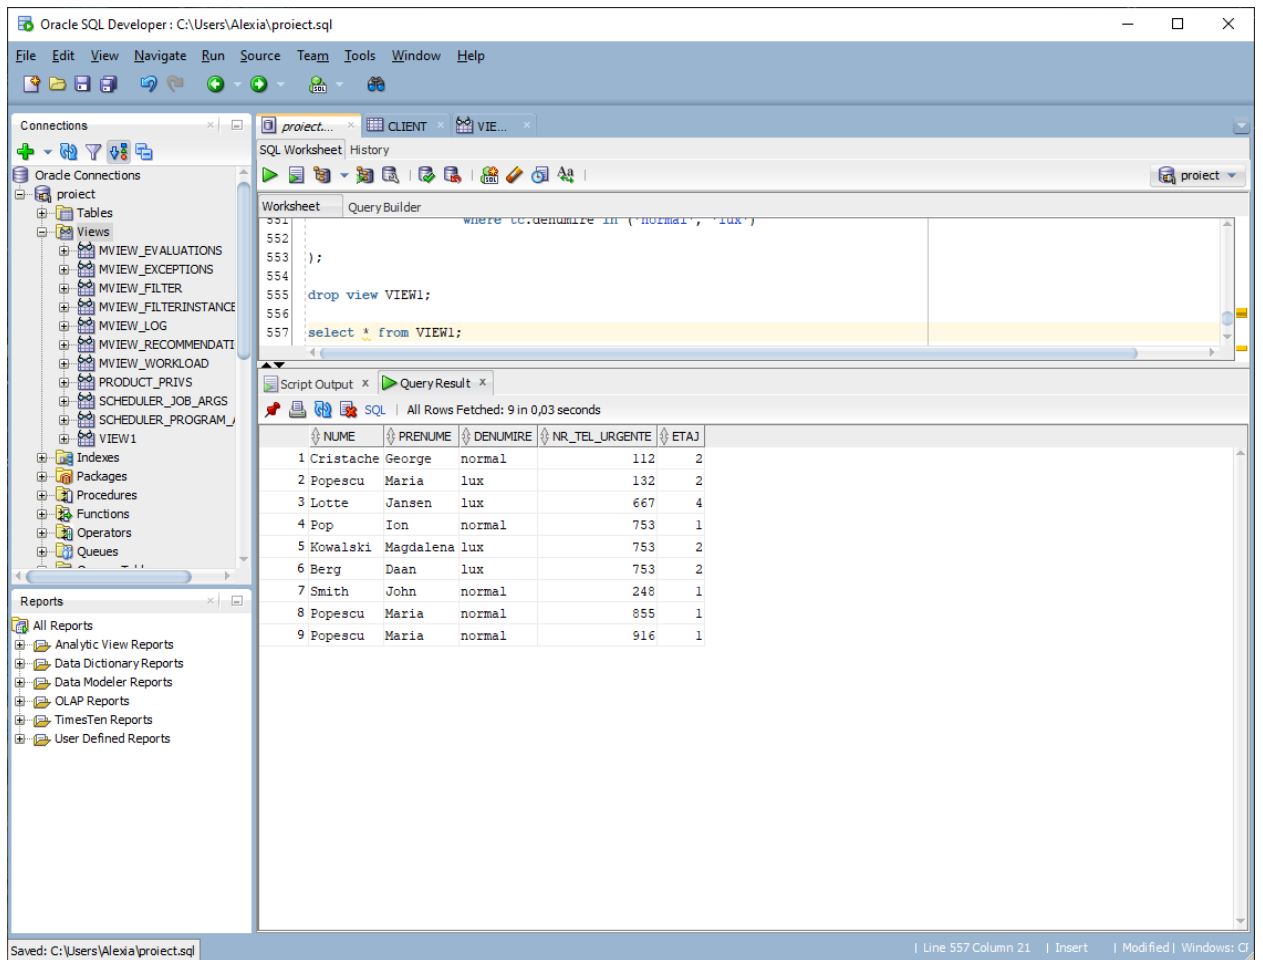 Oracle SQL Developer : C:\Users\Alexia\proiect.sql
File Edit View Navigate Run Source Team Tools Window Help
Connections
Oracle Connections
proiect
Tables
Views
MVIEW_EVALUATIONS
MVIEW_EXCEPTIONS
MVIEW_FILTER
MVIEW_FILTERINSTANCE
MVIEW_LOG
MVIEW_RECOMMENDATI
MVIEW_WORKLOAD
PRODUCT_PRIVS
SCHEDULER_JOB_ARGS
SCHEDULER_PROGRAM_
VIEW1
Indexes
Packages
Procedures
Functions
Operators
Queues
Reports
All Reports
Analytic View Reports
Data Dictionary Reports
Data Modeler Reports
OLAP Reports
TimesTen Reports
User Defined Reports
proiect.... CLIENT VIE...
SQL Worksheet History
proiect
Worksheet Query Builder
551 where tc.denumire in ('normal', 'lux')
552
553 );
554
555 drop view VIEW1;
556
557 select * from VIEW1;
Script Output x Query Result x
SQL | All Rows Fetched: 9 in 0,03 seconds
NUME PRENUME DENUMIRE NR_TEL_URGENTE ETAJ
1 Cristache George normal 112 2
2 Popescu Maria lux 132 2
3 Lotte Jansen lux 667 4
4 Pop Ion normal 753 1
5 Kowalski Magdalena lux 753 2
6 Berg Daan lux 753 2
7 Smith John normal 248 1
8 Popescu Maria normal 855 1
9 Popescu Maria normal 916 1
Saved: C:\Users\Alexia\proiect.sql
| Line 557 Column 21 | Insert | Modified | Windows: